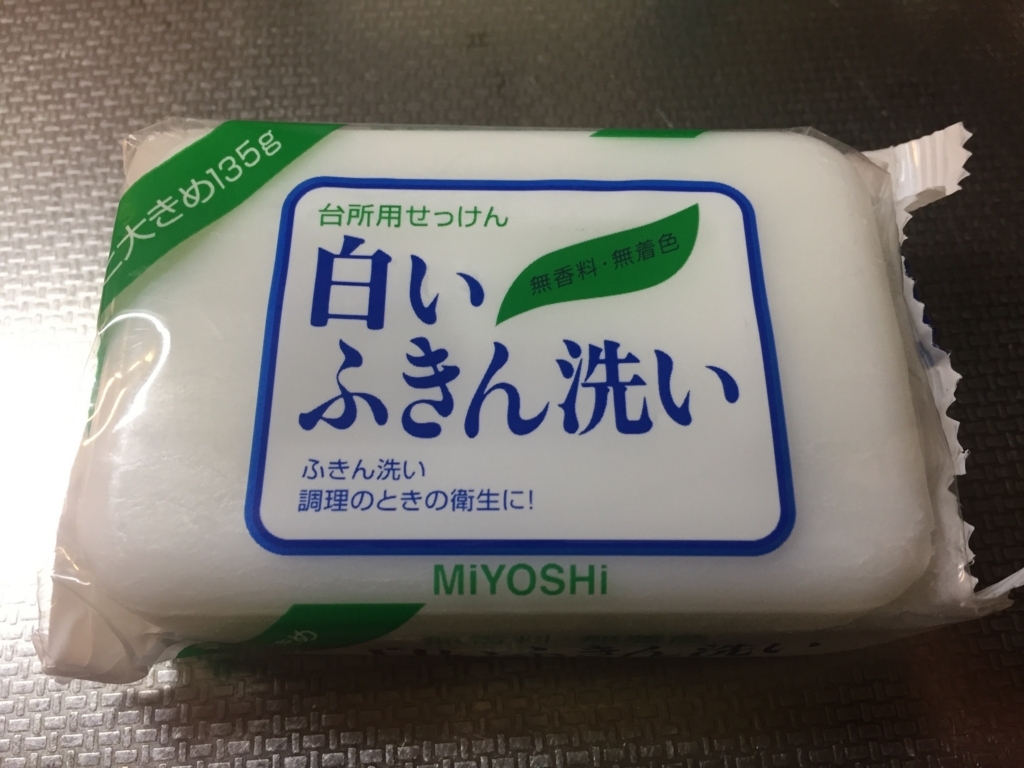 大きめ135g
台所用せっけん
無香料・無着色
白い
ふきん洗い
ふきん洗い
調理のときの衛生に!
MiYOSHi